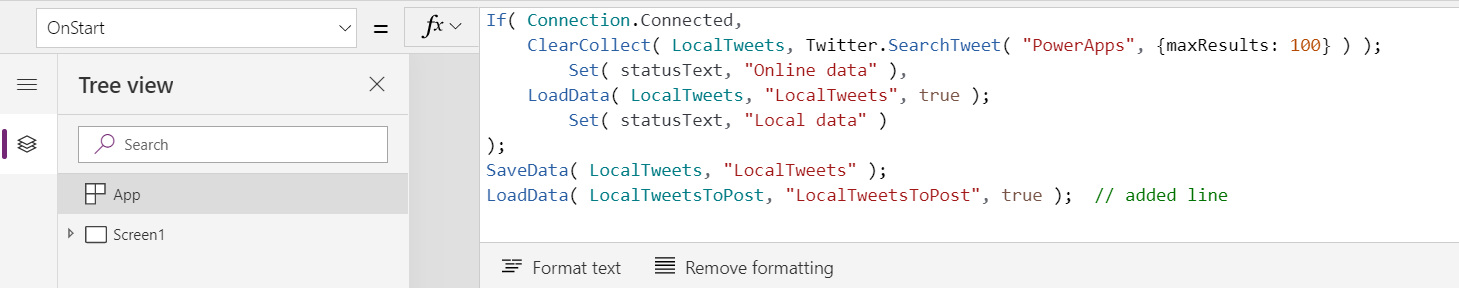 OnStart
=
fx
If( Connection.Connected,
ClearCollect( LocalTweets, Twitter.SearchTweet( "PowerApps", {maxResults: 100} ) );
Set( statusText, "Online data" ),
LoadData( LocalTweets, "LocalTweets", true );
Set( statusText, "Local data" )
);
SaveData( LocalTweets, "LocalTweets" );
LoadData( LocalTweetsToPost, "LocalTweetsToPost", true );  // added line
Tree view
Search
App
Screen1
Format text
Remove formatting